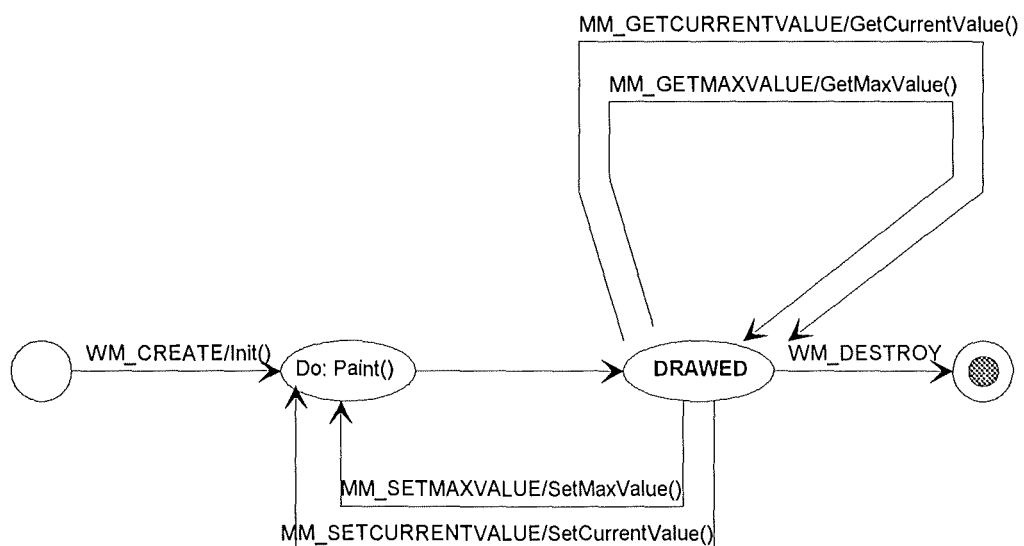 MM_GETCURRENTVALUE/GetCurrentValue()
MM_GETMAXVALUE/GetMaxValue()
WM_CREATE/Init()
Do: Paint()
DRAWED
WM_DESTROY
MM_SETMAXVALUE/SetMaxValue()
MM_SETCURRENTVALUE/SetCurrentValue()